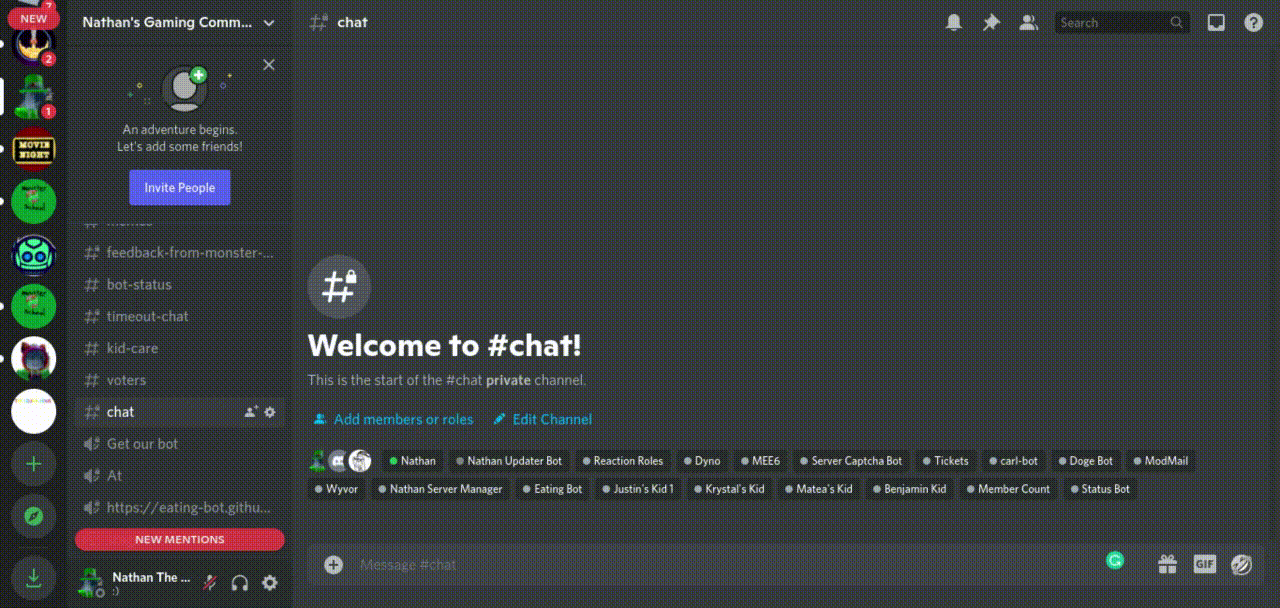 7
NEW
2
1
MOVIE
NIGHT
Nathan's Gaming Comm...
An adventure begins.
Let's add some friends!
Invite People
memes
feedback-from-monster-...
bot-status
timeout-chat
kid-care
voters
chat
Get our bot
At
https://eating-bot.githu...
NEW MENTIONS
Nathan The ...
:)
chat
Search
Welcome to #chat!
This is the start of the #chat private channel.
Add members or roles Edit Channel
Nathan Nathan Updater Bot Reaction Roles Dyno MEE6 Server Captcha Bot Tickets carl-bot Doge Bot ModMail
Wyvor Nathan Server Manager Eating Bot Justin's Kid 1 Krystal's Kid Matea's Kid Benjamin Kid Member Count Status Bot
Message #chat
GIF